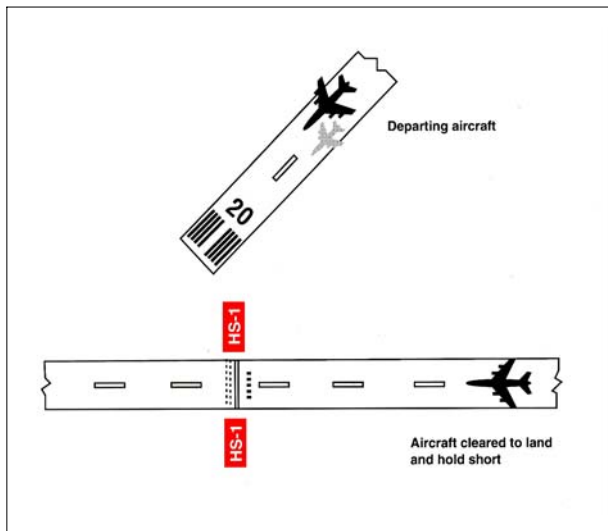 Departing aircraft
20
HS-1
HS-1
Aircraft cleared to land
and hold short